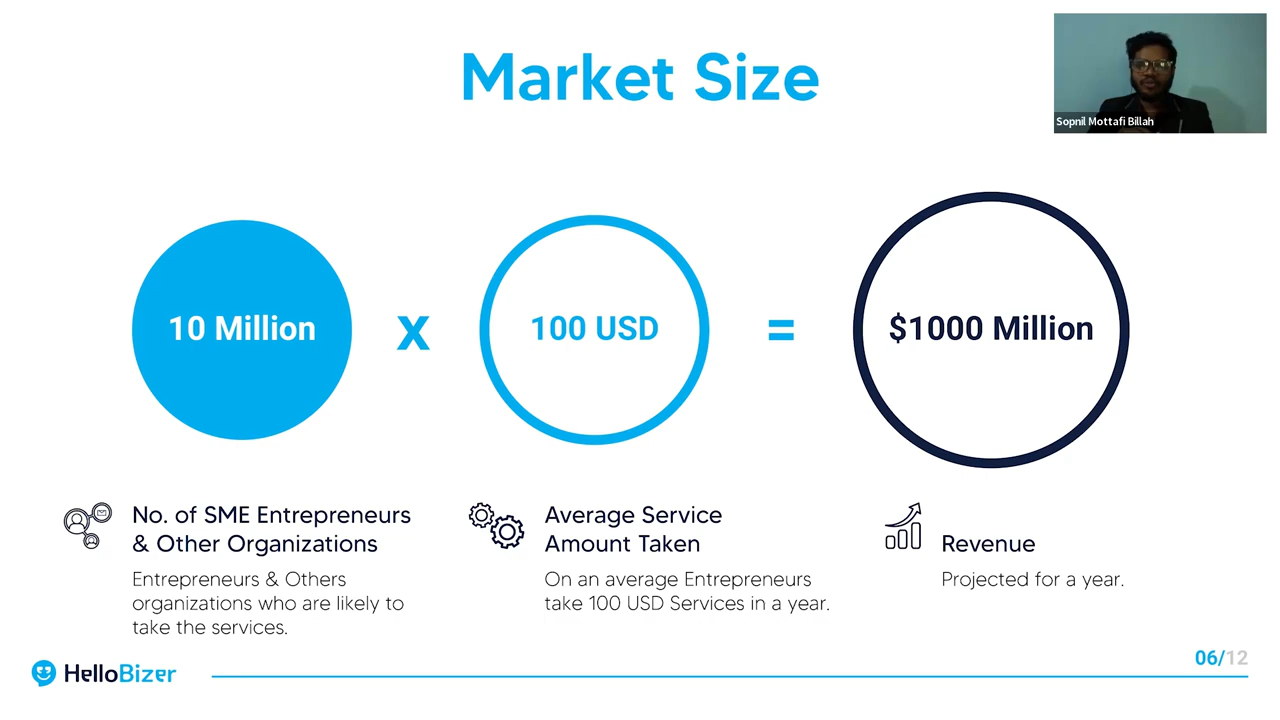 Market Size
Sopnil Mottafi Billah
10 Million
x
100 USD
=
$1000 Million
No. of SME Entrepreneurs
& Other Organizations
Entrepreneurs & Others
organizations who are likely to
take the services.
Average Service
Amount Taken
On an average Entrepreneurs
take 100 USD Services in a year.
Revenue
Projected for a year.
HelloBizer
06/12